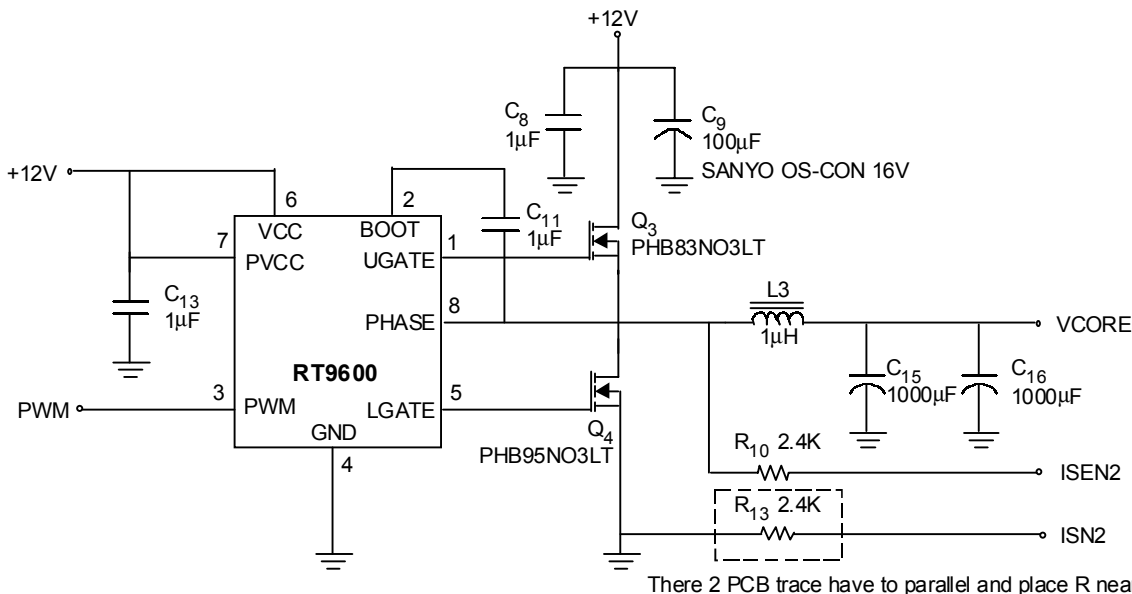 +12V
C8
1µF
C9
100µF
SANYO OS-CON 16V
+12V
6
2
C11
1µF
VCC
BOOT
7
1
Q3
PHB83NO3LT
PVCC
UGATE
C13
1µF
8
PHASE
L3
1µH
VCORE
RT9600
C15
1000µF
C16
1000µF
3
5
PWM
PWM
LGATE
GND
4
Q4
PHB95NO3LT
R10 2.4K
ISEN2
R13 2.4K
ISN2
There 2 PCB trace have to parallel and place R nea